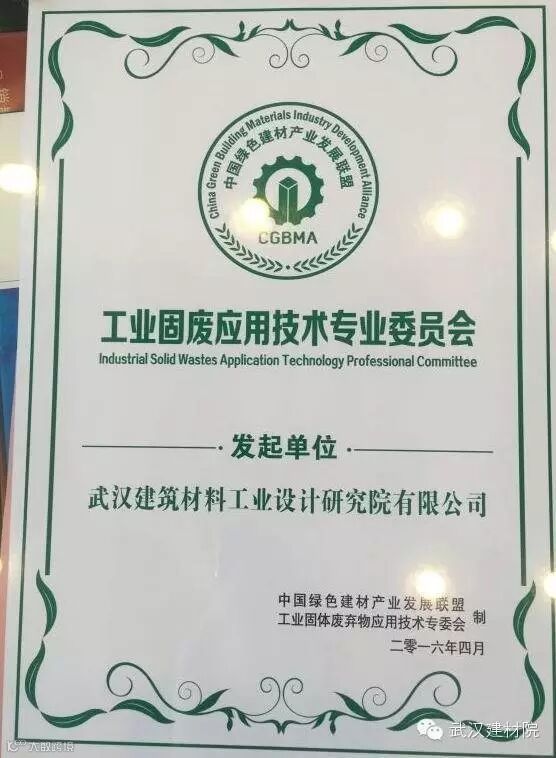 China Green Building Materials Industry Development Alliance
中国绿色建材产业发展联盟
CGBMA
工业固废应用技术专业委员会
Industrial Solid Wastes Application Technology Professional Committee
发起单位
武汉建筑材料工业设计研究院有限公司
中国绿色建材产业发展联盟
工业固体废弃物应用技术专委会 制
二零一六年四月
武汉建材院
大数跨境